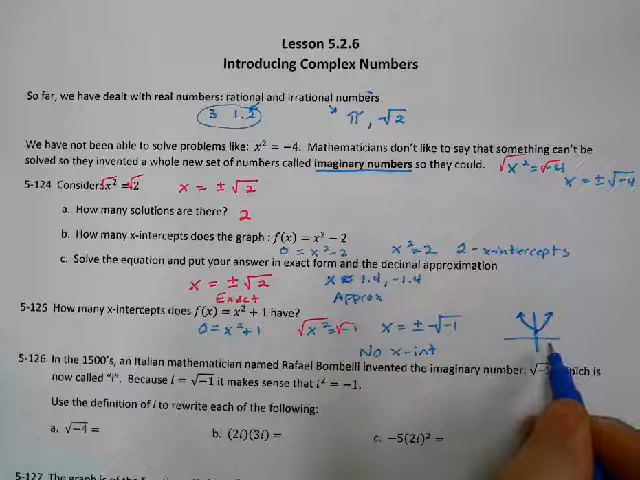 Lesson 5.2.6
Introducing Complex Numbers
So far, we have dealt with real numbers: rational and irrational numbers
3 1.2 π, √2
We have not been able to solve problems like: x² = −4. Mathematicians don't like to say that something can't be
solved so they invented a whole new set of numbers called imaginary numbers so they could. √x² = √-4 x = ± √-4
5-124 Consider √x² = √2 x = ± √2
a. How many solutions are there? 2
b. How many x-intercepts does the graph : f(x) = x² − 2
0 = x² - 2 x² = 2 2 - x-intercepts
c. Solve the equation and put your answer in exact form and the decimal approximation
x = ± √2 x ≈ 1.4, -1.4
Exact Approx
5-125 How many x-intercepts does f(x) = x² + 1 have?
0 = x² + 1 √x² = √-1 x = ± √-1
No x-int
5-126 In the 1500's, an Italian mathematician named Rafael Bombelli invented the imaginary number: which is
now called "i". Because i = √−1 it makes sense that i² = −1.
Use the definition of i to rewrite each of the following:
a. √−4 = b. (2i)(3i) = c. −5(2i)² =
5-127 The graph is of the